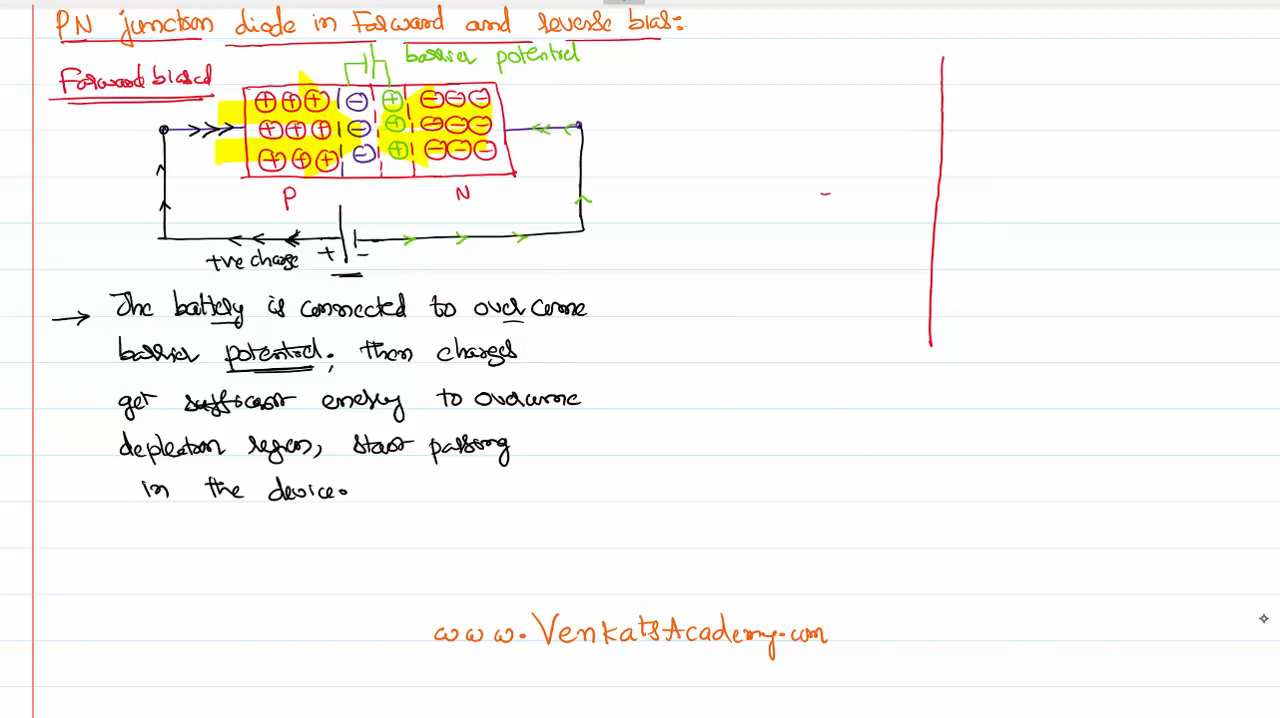 PN junction diode in Forward and reverse bias:
barrier potential
Forward biased
P N
+ve charge + -
→ The battery is connected to overcome
barrier potential, then charges
get sufficient energy to overcome
depletion region, start passing
in the device.
www.VenkatsAcademy.com